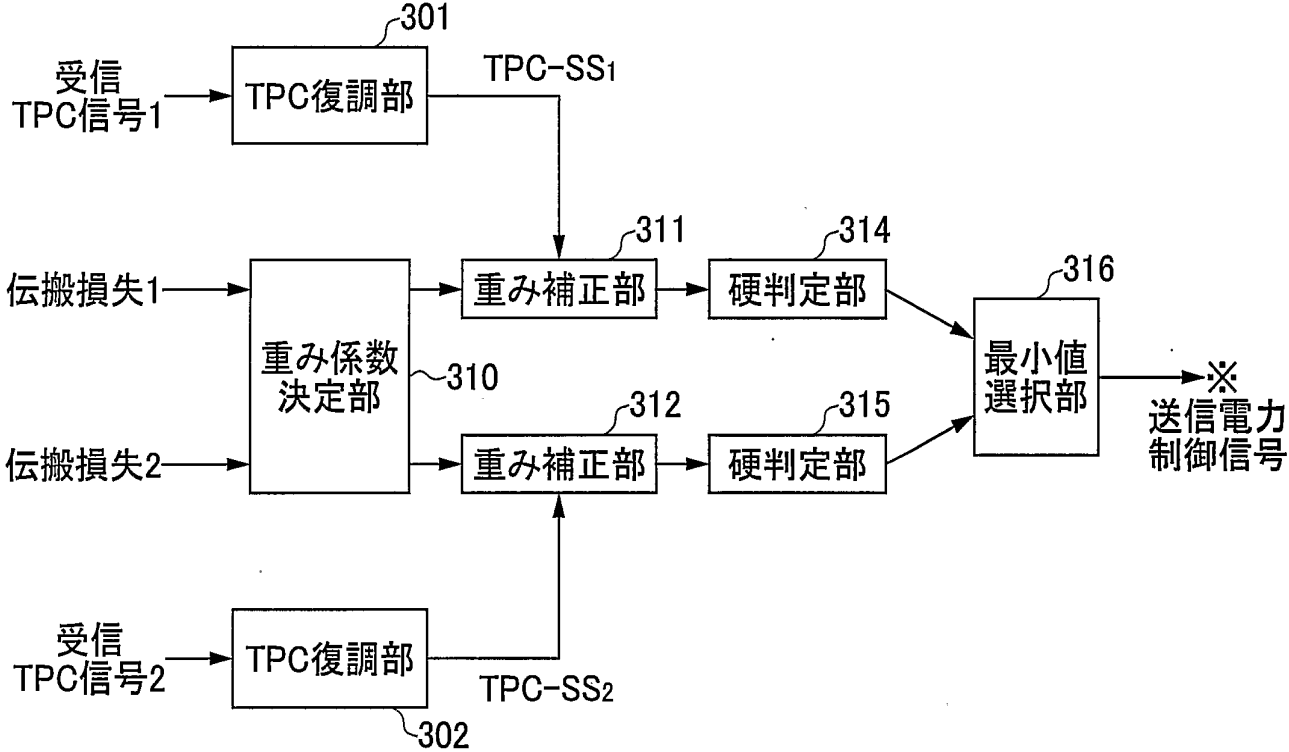 301
受信
TPC信号1
TPC復調部
TPC-SS1
伝搬損失1
重み係数
決定部
310
311
重み補正部
314
硬判定部
316
最小値
選択部
※
送信電力
制御信号
伝搬損失2
312
重み補正部
315
硬判定部
受信
TPC信号2
TPC復調部
TPC-SS2
302